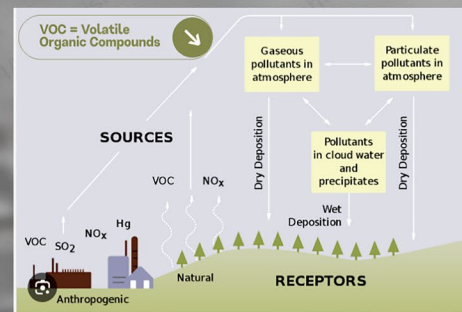 VOC = Volatile
Organic Compounds
Gaseous
pollutants in
atmosphere
Particulate
pollutants in
atmosphere
SOURCES
Pollutants
in cloud water
and
precipitates
Dry Deposition
Dry Deposition
VOC
NOx
Wet
Deposition
VOC
SO2
NOx
Hg
Natural
RECEPTORS
Anthropogenic